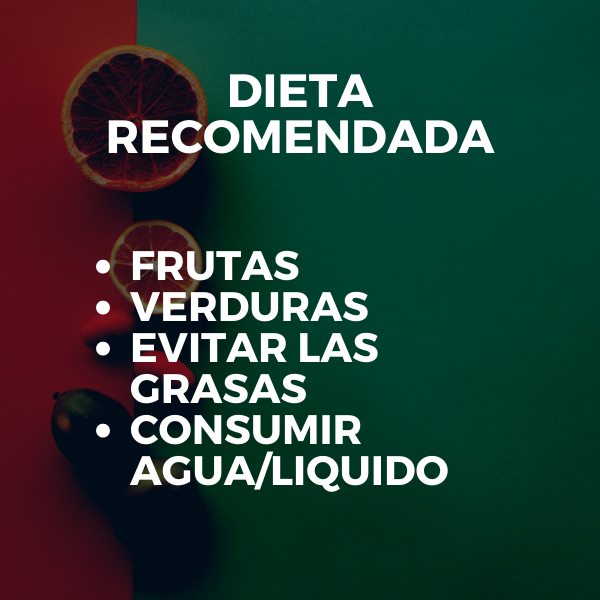 DIETA
RECOMENDADA
• FRUTAS
• VERDURAS
• EVITAR LAS
GRASAS
• CONSUMIR
AGUA/LIQUIDO